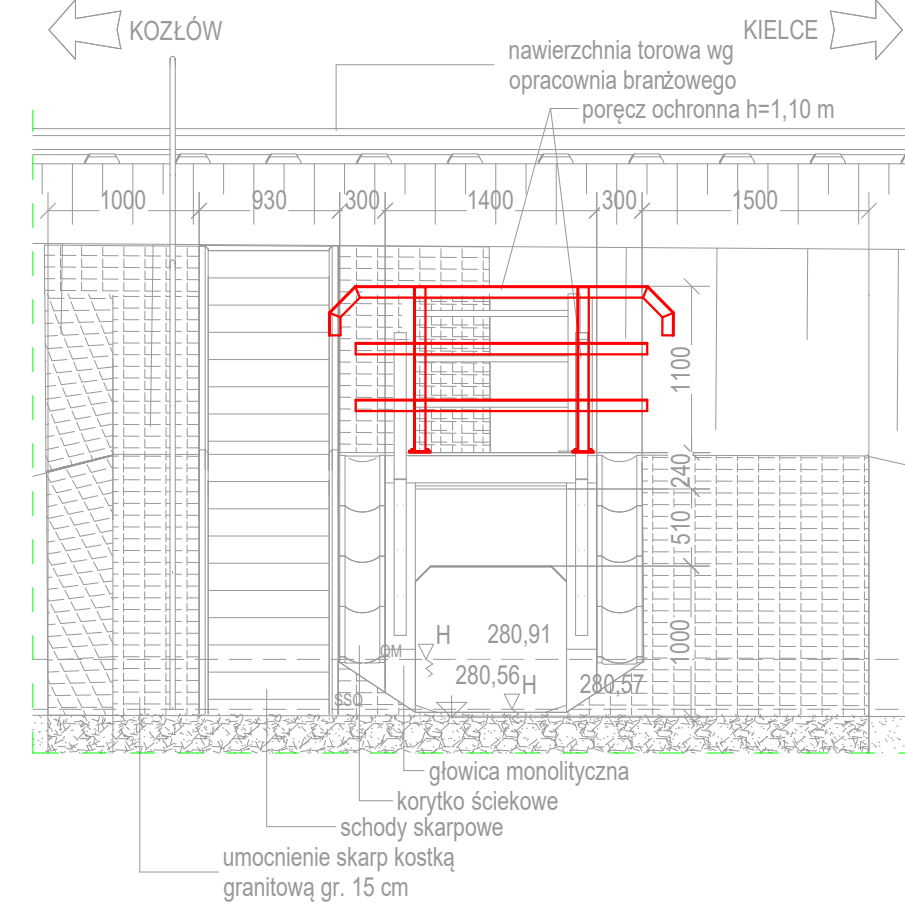 KOZŁÓW
KIELCE
nawierzchnia torowa wg
opracownia branżowego
poręcz ochronna h=1,10 m
1000 930 300 1400 300 1500
1100
240
510
1000
H 280,91
QM
280,56 H 280,57
SSQ
głowica monolityczna
korytko ściekowe
schody skarpowe
umocnienie skarp kostką
granitową gr. 15 cm